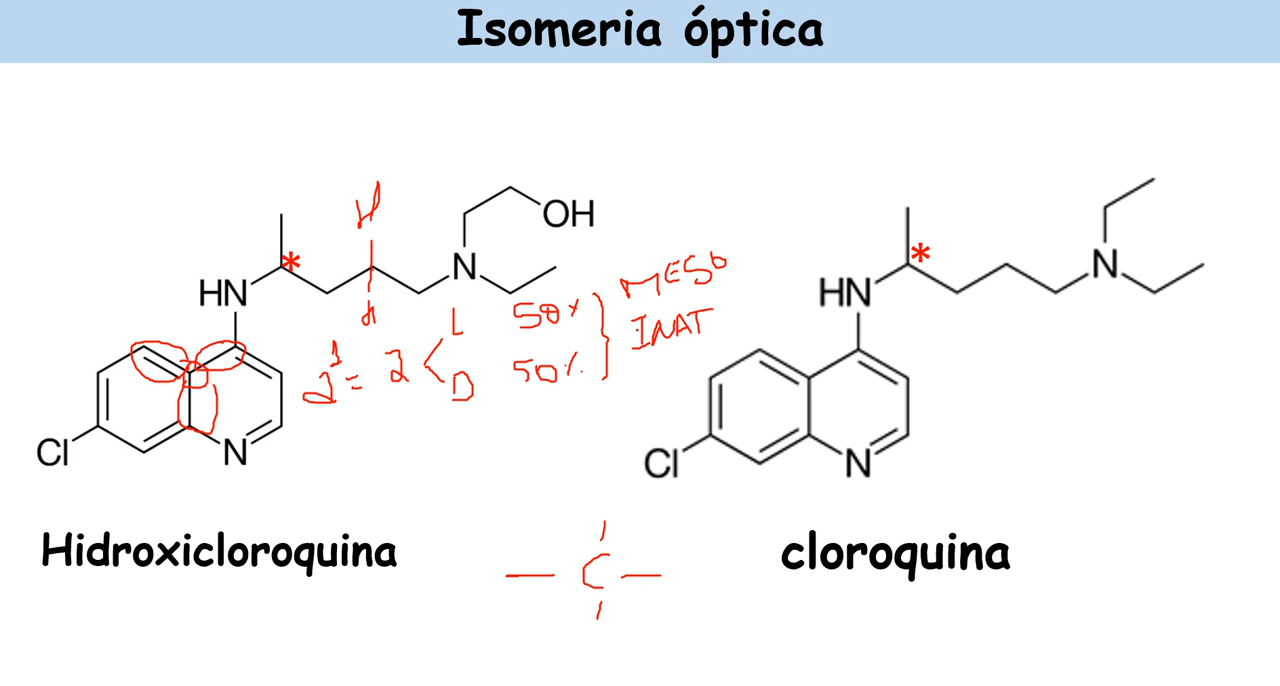 Isomeria óptica
H
OH
*
*
N
N
HN
HN
H
MESO
INAT
L 50%
2¹ = 2
D 50%
Cl
N
Cl
N
Hidroxicloroquina
cloroquina
C